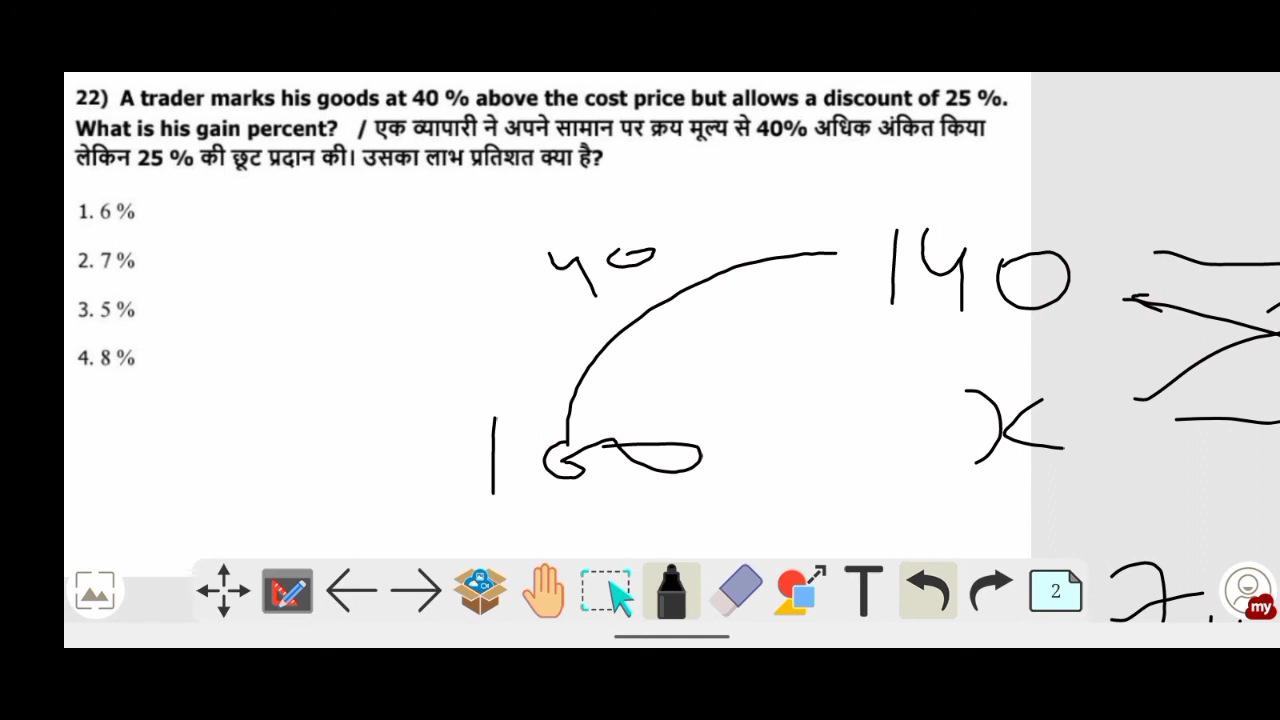 22) A trader marks his goods at 40 % above the cost price but allows a discount of 25 %.
What is his gain percent? / एक व्यापारी ने अपने सामान पर क्रय मूल्य से 40% अधिक अंकित किया
लेकिन 25 % की छूट प्रदान की। उसका लाभ प्रतिशत क्या है?
1. 6 %
2. 7 %
3. 5 %
4. 8 %
40
140
100
x
T
2
7
my